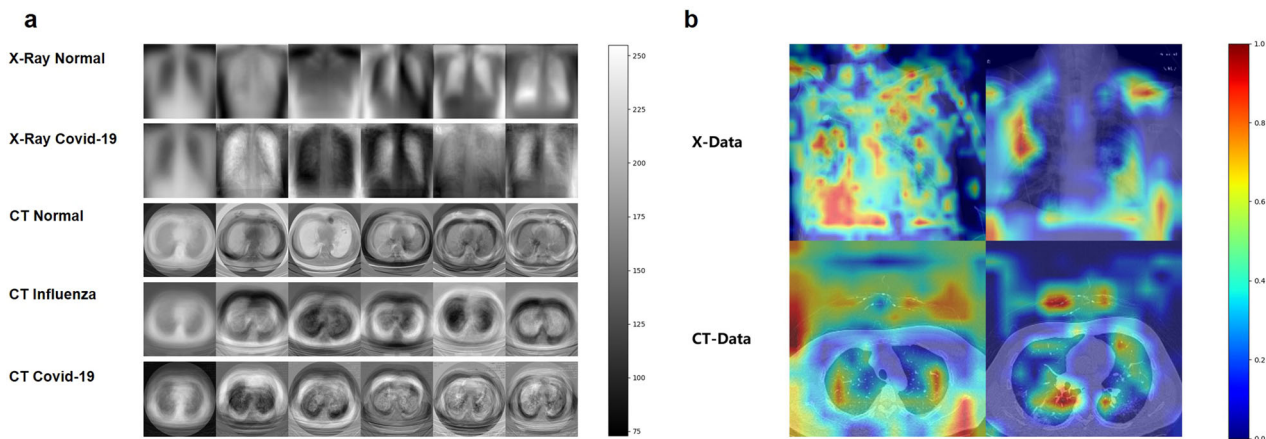 a
X-Ray Normal
X-Ray Covid-19
CT Normal
CT Influenza
CT Covid-19
250
225
200
175
150
125
100
75
b
X-Data
CT-Data
1.0
0.8
0.6
0.4
0.2
0.0